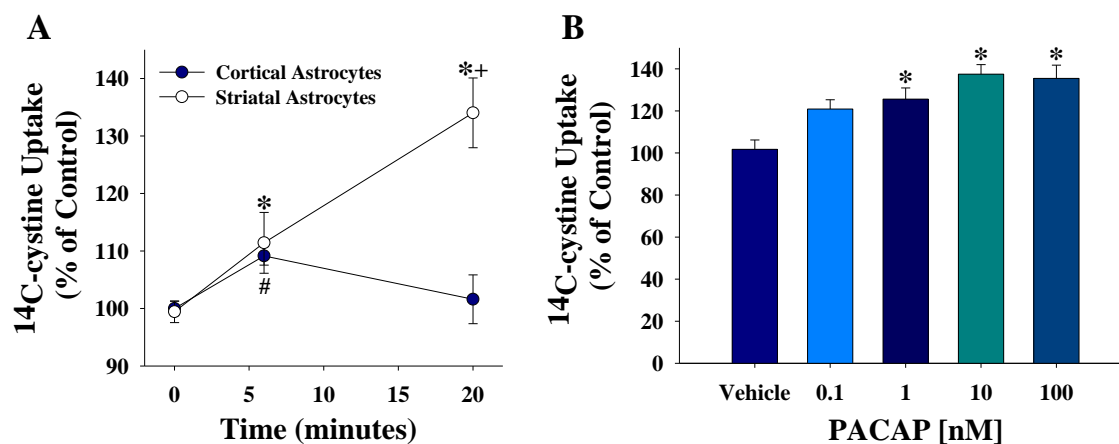 A
Cortical Astrocytes
Striatal Astrocytes
140
130
120
110
100
90
*+
*
#
0
5
10
15
20
Time (minutes)
14C-cystine Uptake
(% of Control)
B
140
120
100
80
60
40
20
0
*
*
*
Vehicle
0.1
1
10
100
PACAP [nM]
14C-cystine Uptake
(% of Control)